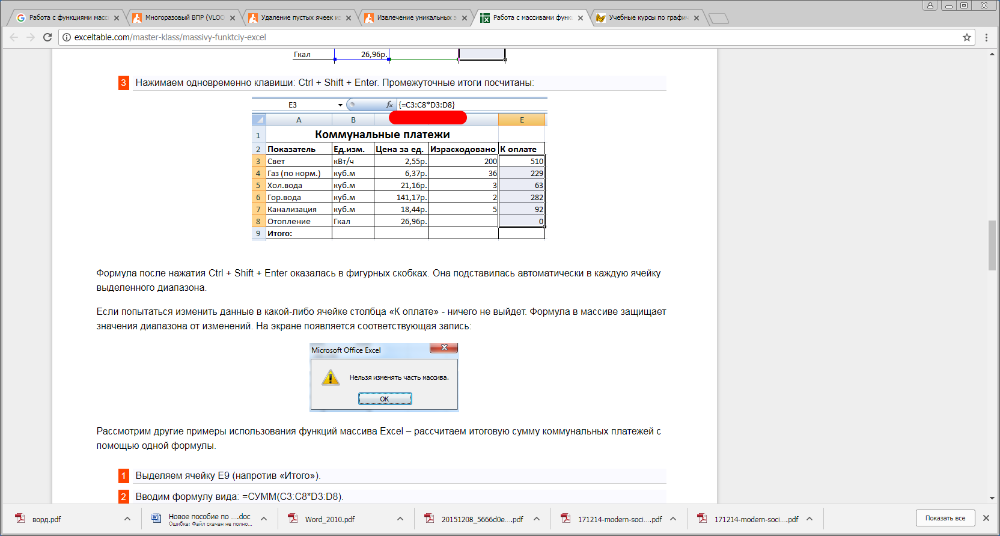 Работа с функциями масс
Многоразовый ВПР (VLOO
Удаление пустых ячеек из
Извлечение уникальных э
Работа с массивами функ
Учебные курсы по графич
exceltable.com/master-klass/massivy-funktciy-excel
Гкал 26,96р.
3 Нажимаем одновременно клавиши: Ctrl + Shift + Enter. Промежуточные итоги посчитаны:
E3 fx {=C3:C8*D3:D8}
A B E
1 Коммунальные платежи
2 Показатель Ед.изм. Цена за ед. Израсходовано К оплате
3 Свет кВт/ч 2,55р. 200 510
4 Газ (по норм.) куб.м 6,37р. 36 229
5 Хол.вода куб.м 21,16р. 3 63
6 Гор.вода куб.м 141,17р. 2 282
7 Канализация куб.м 18,44р. 5 92
8 Отопление Гкал 26,96р. 0
9 Итого:
Формула после нажатия Ctrl + Shift + Enter оказалась в фигурных скобках. Она подставилась автоматически в каждую ячейку
выделенного диапазона.
Если попытаться изменить данные в какой-либо ячейке столбца «К оплате» - ничего не выйдет. Формула в массиве защищает
значения диапазона от изменений. На экране появляется соответствующая запись:
Microsoft Office Excel
Нельзя изменять часть массива.
ОК
Рассмотрим другие примеры использования функций массива Excel – рассчитаем итоговую сумму коммунальных платежей с
помощью одной формулы.
1 Выделяем ячейку E9 (напротив «Итого»).
2 Вводим формулу вида: =СУММ(C3:C8*D3:D8).
ворд.pdf
Новое пособие по ....doc
Ошибка: Файл скачан не полно...
Word_2010.pdf
20151208_5666d0e....pdf
171214-modern-soci....pdf
171214-modern-soci....pdf
Показать все